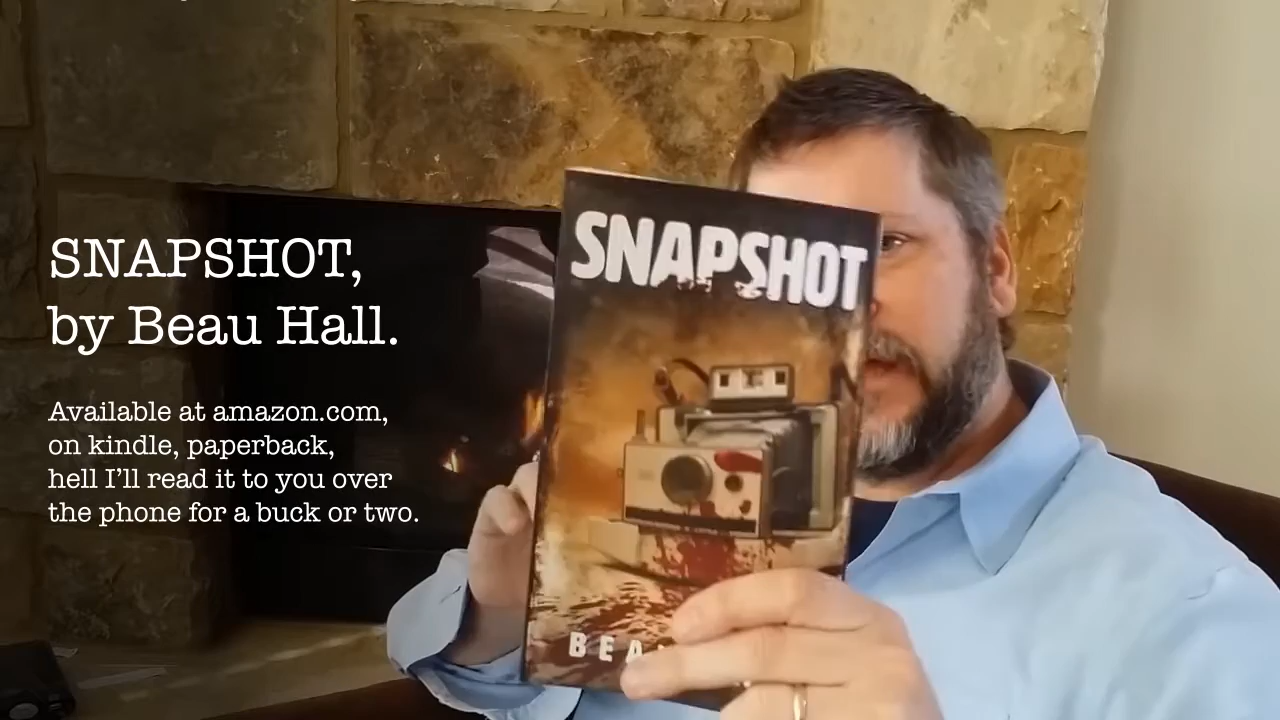 SNAPSHOT,
by Beau Hall.
Available at amazon.com,
on kindle, paperback,
hell I’ll read it to you over
the phone for a buck or two.
SNAPSHOT